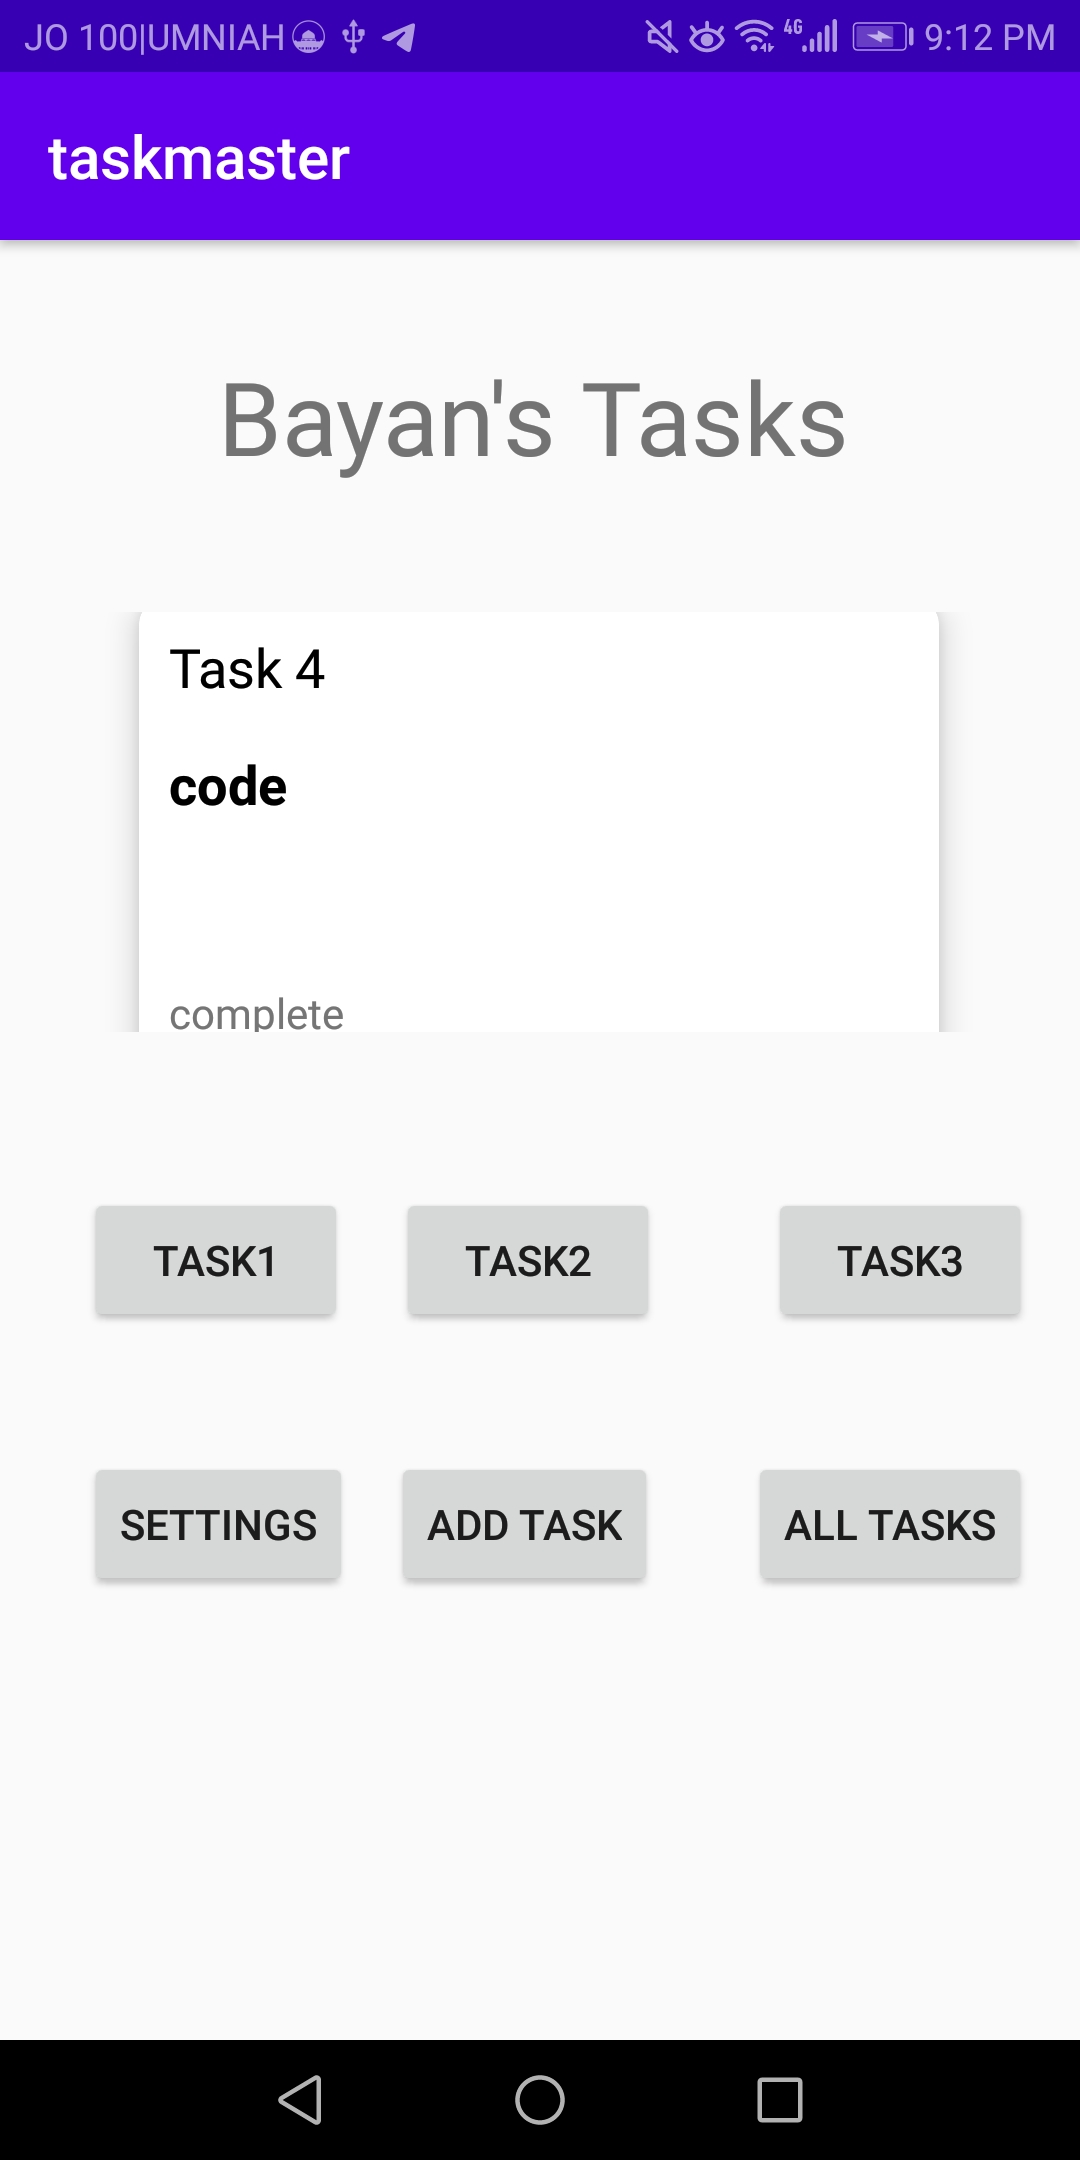 JO 100|UMNIAH 4G 9:12 PM
taskmaster
Bayan's Tasks
Task 4
code
complete
TASK1 TASK2 TASK3
SETTINGS ADD TASK ALL TASKS